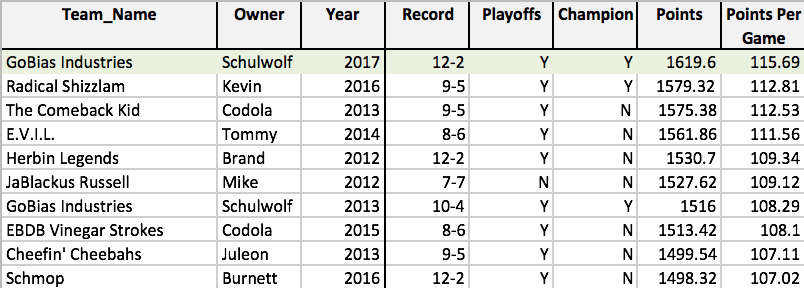 Team_Name Owner Year Record Playoffs Champion Points Points Per Game
GoBias Industries Schulwolf 2017 12-2 Y Y 1619.6 115.69
Radical Shizzlam Kevin 2016 9-5 Y Y 1579.32 112.81
The Comeback Kid Codola 2013 9-5 Y N 1575.38 112.53
E.V.I.L. Tommy 2014 8-6 Y N 1561.86 111.56
Herbin Legends Brand 2012 12-2 Y N 1530.7 109.34
JaBlackus Russell Mike 2012 7-7 N N 1527.62 109.12
GoBias Industries Schulwolf 2013 10-4 Y Y 1516 108.29
EBDB Vinegar Strokes Codola 2015 8-6 Y N 1513.42 108.1
Cheefin' Cheebahs Juleon 2013 9-5 Y N 1499.54 107.11
Schmop Burnett 2016 12-2 Y N 1498.32 107.02